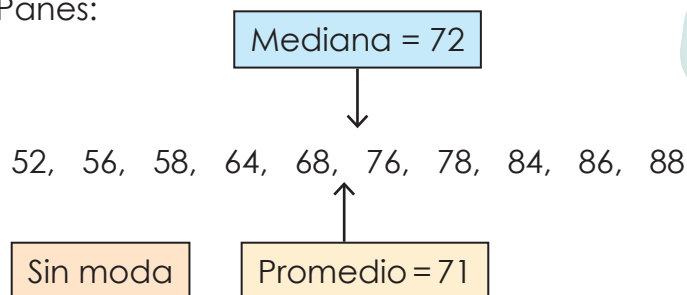 Panes:
Mediana = 72
52, 56, 58, 64, 68, 76, 78, 84, 86, 88
Sin moda
Promedio = 71